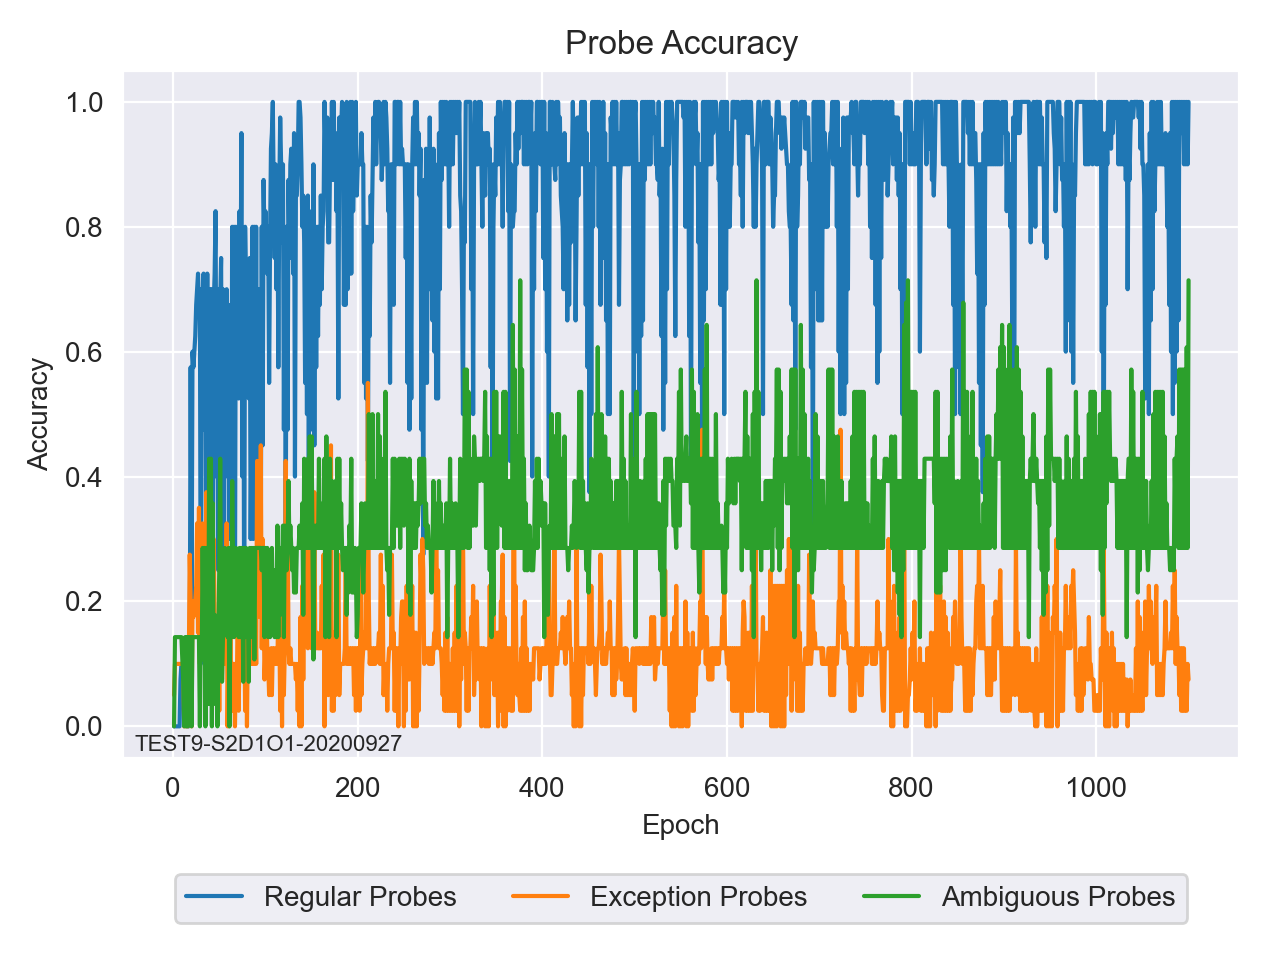 Probe Accuracy
1.0
0.8
0.6
0.4
0.2
0.0
Accuracy
TEST9-S2D1O1-20200927
0 200 400 600 800 1000
Epoch
Regular Probes Exception Probes Ambiguous Probes